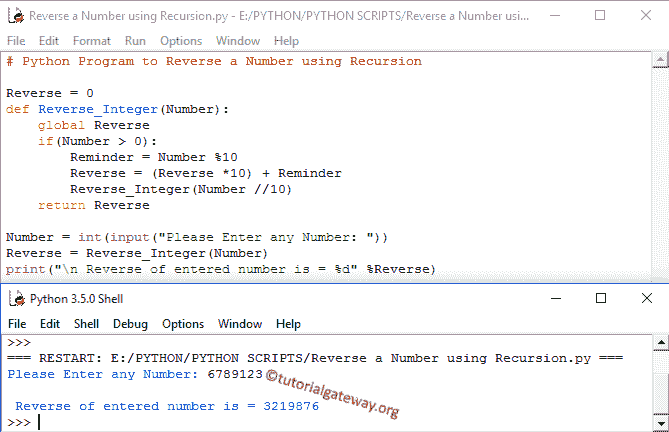 Reverse a Number using Recursion.py - E:/PYTHON/PYTHON SCRIPTS/Reverse a Number usi...
File Edit Format Run Options Window Help
# Python Program to Reverse a Number using Recursion
Reverse = 0
def Reverse_Integer(Number):
    global Reverse
    if(Number > 0):
        Reminder = Number %10
        Reverse = (Reverse *10) + Reminder
        Reverse_Integer(Number //10)
    return Reverse
Number = int(input("Please Enter any Number: "))
Reverse = Reverse_Integer(Number)
print("\n Reverse of entered number is = %d" %Reverse)
Python 3.5.0 Shell
File Edit Shell Debug Options Window Help
>>>
=== RESTART: E:/PYTHON/PYTHON SCRIPTS/Reverse a Number using Recursion.py ===
Please Enter any Number: 6789123
©tutorialgateway.org
 Reverse of entered number is = 3219876
>>>